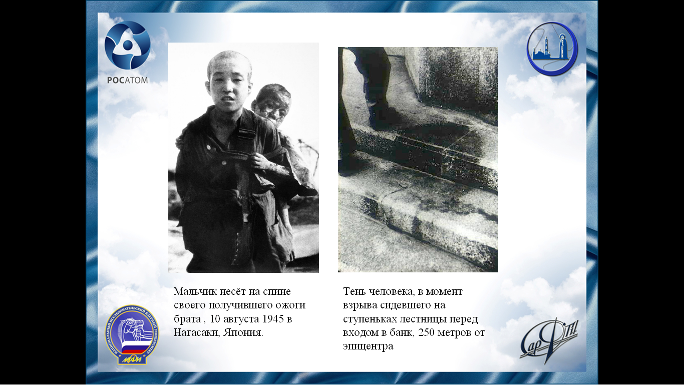 РОСАТОМ
Мальчик несёт на спине
своего получившего ожоги
брата , 10 августа 1945 в
Нагасаки, Япония.
Тень человека, в момент
взрыва сидевшего на
ступеньках лестницы перед
входом в банк, 250 метров от
эпицентра
СарФТИ